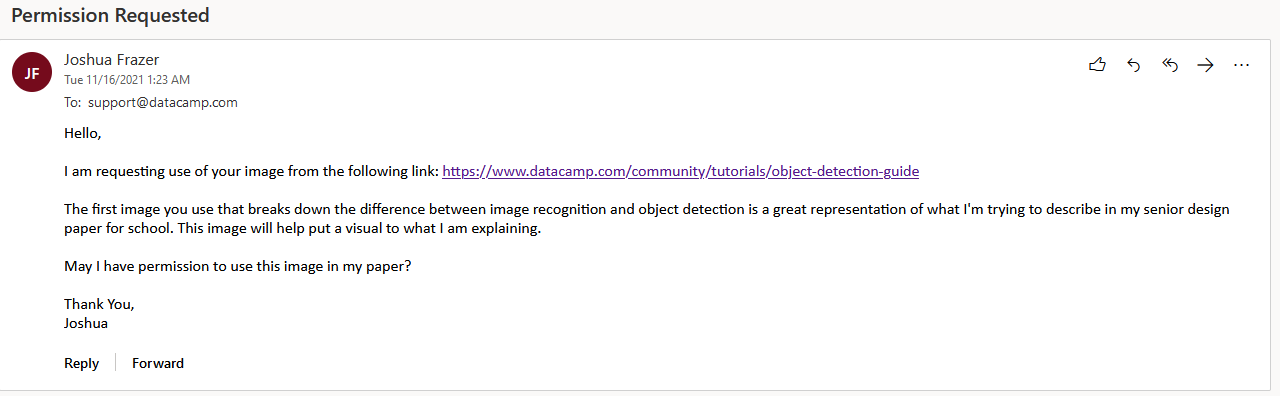 Permission Requested
JF
Joshua Frazer
Tue 11/16/2021 1:23 AM
To: support@datacamp.com
Hello,
I am requesting use of your image from the following link: https://www.datacamp.com/community/tutorials/object-detection-guide
The first image you use that breaks down the difference between image recognition and object detection is a great representation of what I'm trying to describe in my senior design
paper for school. This image will help put a visual to what I am explaining.
May I have permission to use this image in my paper?
Thank You,
Joshua
Reply Forward